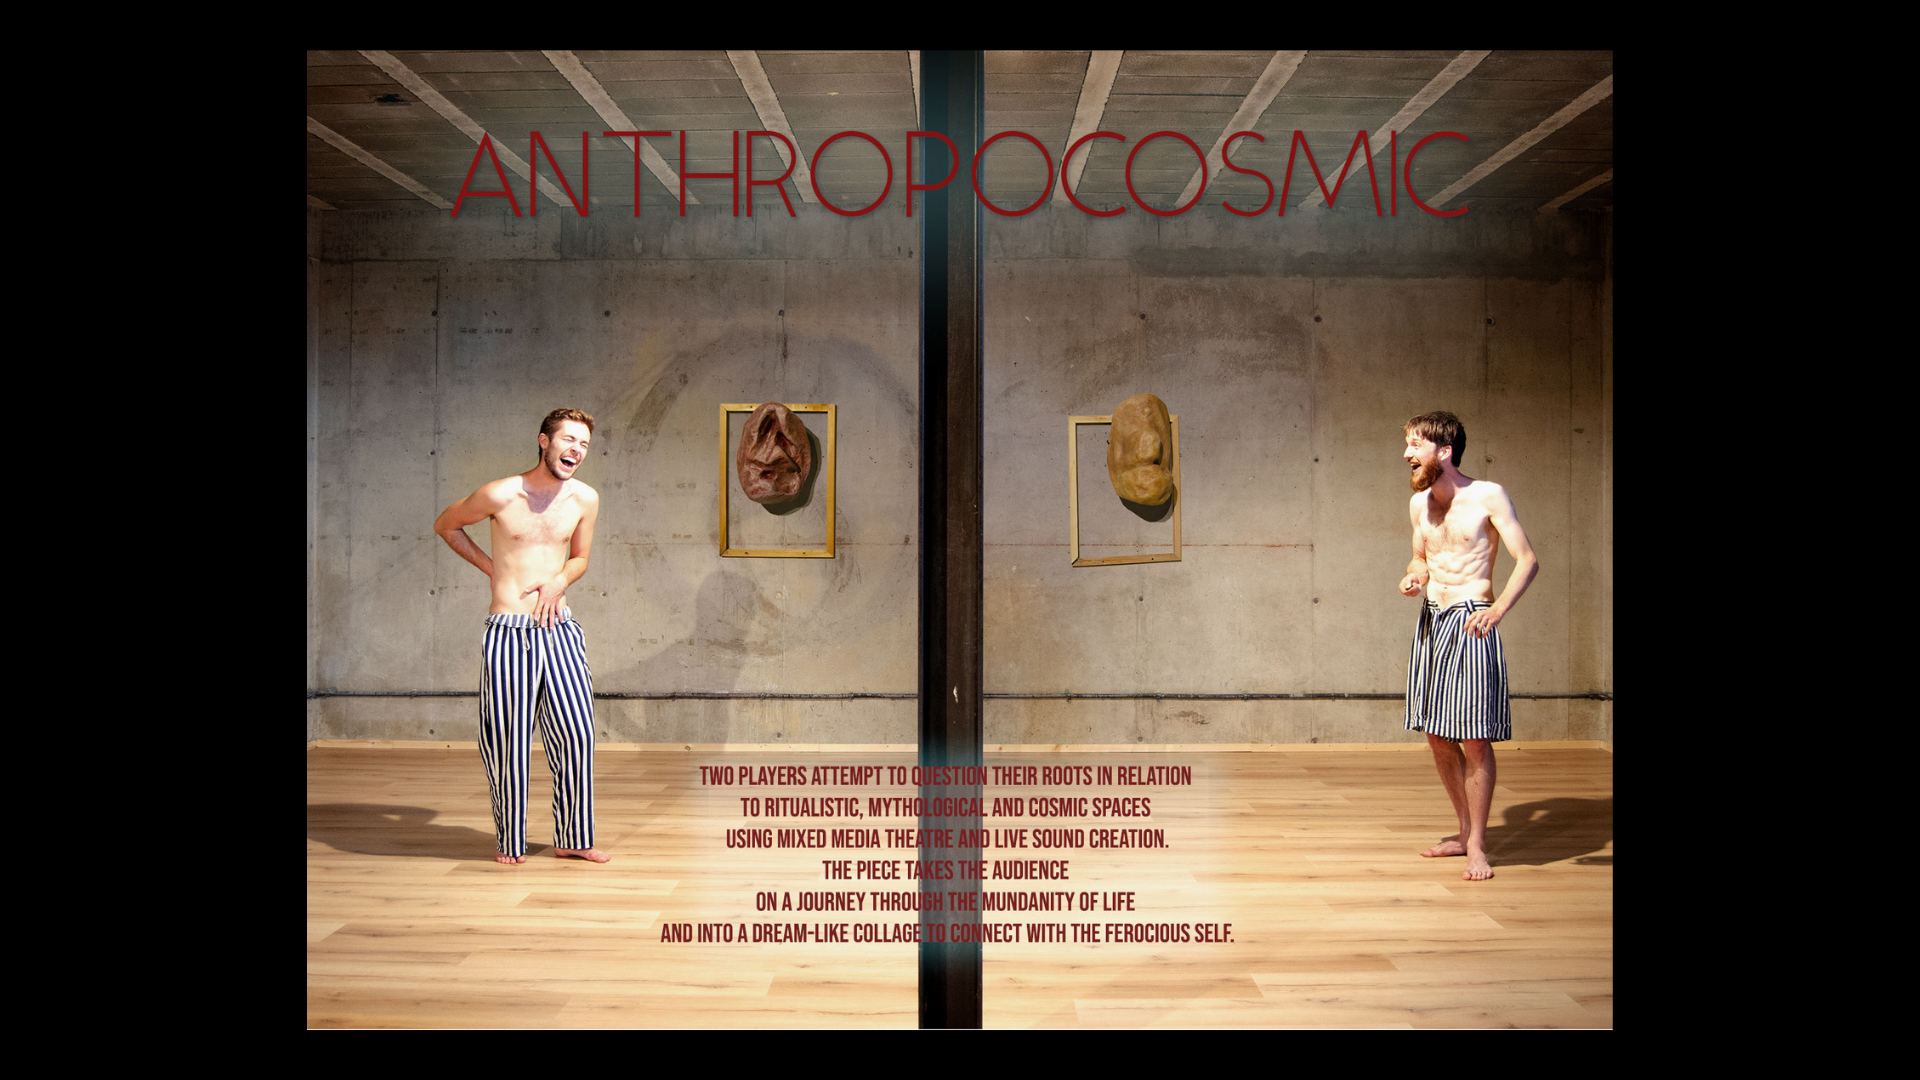 ANTHROPOCOSMIC
TWO PLAYERS ATTEMPT TO QUESTION THEIR ROOTS IN RELATION
TO RITUALISTIC, MYTHOLOGICAL AND COSMIC SPACES
USING MIXED MEDIA THEATRE AND LIVE SOUND CREATION.
THE PIECE TAKES THE AUDIENCE
ON A JOURNEY THROUGH THE MUNDANITY OF LIFE
AND INTO A DREAM-LIKE COLLAGE TO CONNECT WITH THE FEROCIOUS SELF.